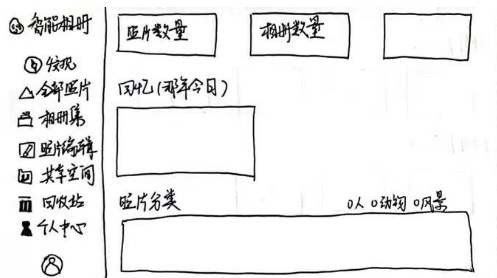 智能相册
发现
全部照片
相册集
照片编辑
共享空间
回收站
个人中心
照片数量
相册数量
回忆(那年今日)
照片分类
人 动物 风景